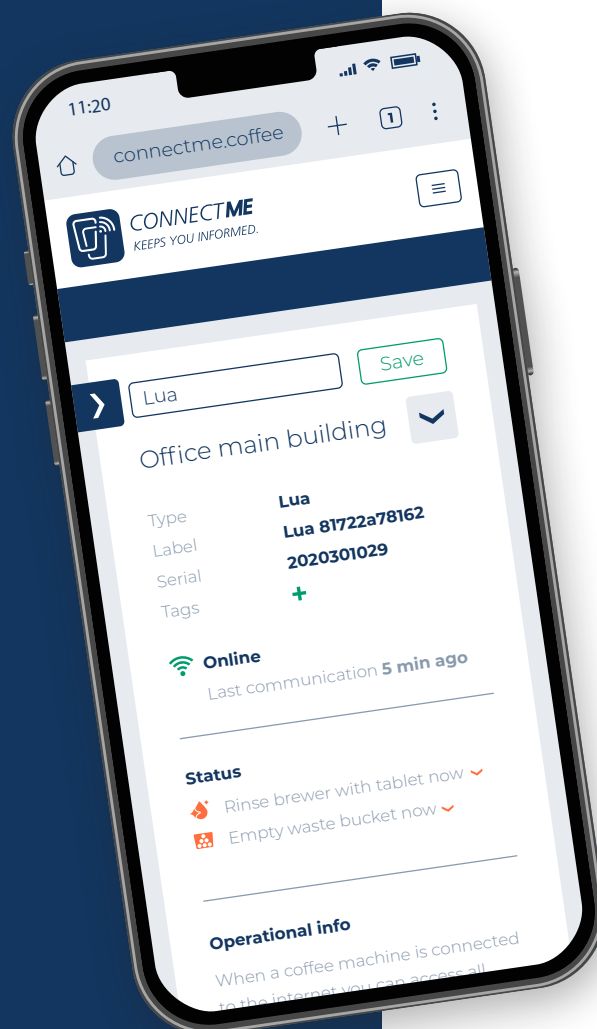 11:20
connectme.coffee
1
CONNECTME
KEEPS YOU INFORMED.
Lua
Save
Office main building
Type Lua
Label Lua 81722a78162
Serial 2020301029
Tags +
Online
Last communication 5 min ago
Status
Rinse brewer with tablet now
Empty waste bucket now
Operational info
When a coffee machine is connected
to the internet you can access all